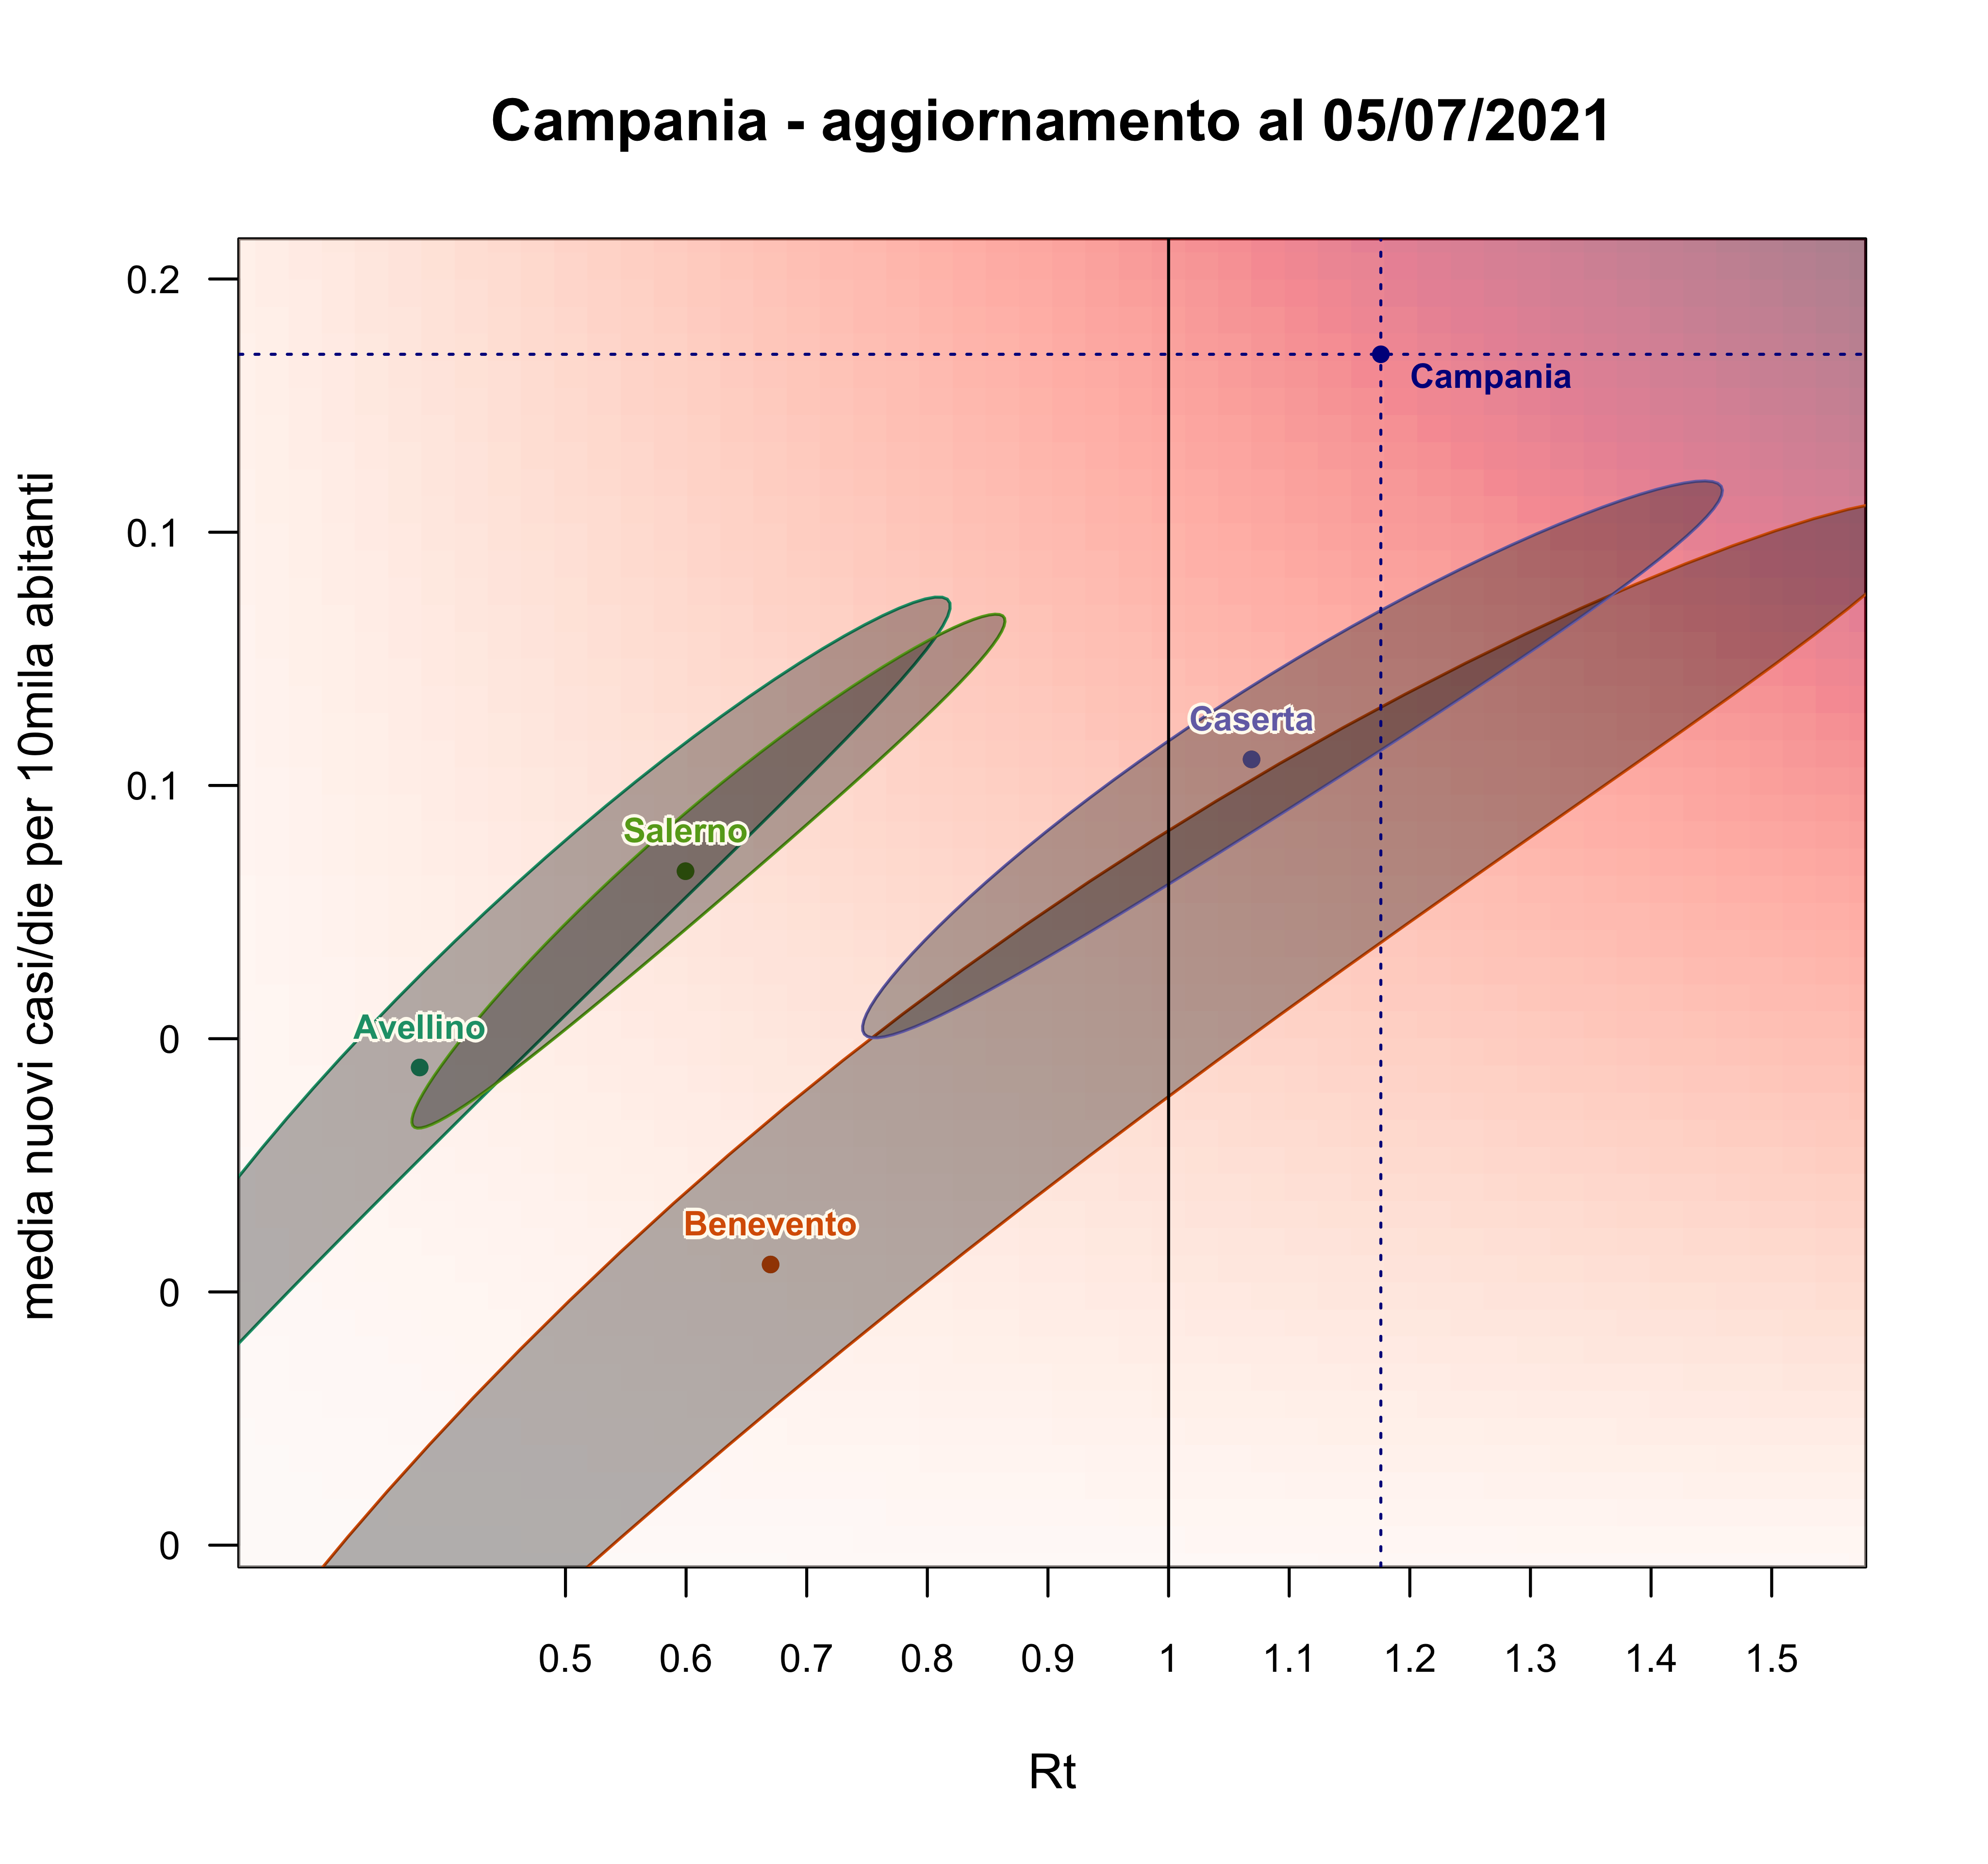 Campania - aggiornamento al 05/07/2021
media nuovi casi/die per 10mila abitanti
0.2
0.1
0.1
0
0
0
Campania
Caserta
Salerno
Avellino
Benevento
0.5 0.6 0.7 0.8 0.9 1 1.1 1.2 1.3 1.4 1.5
Rt